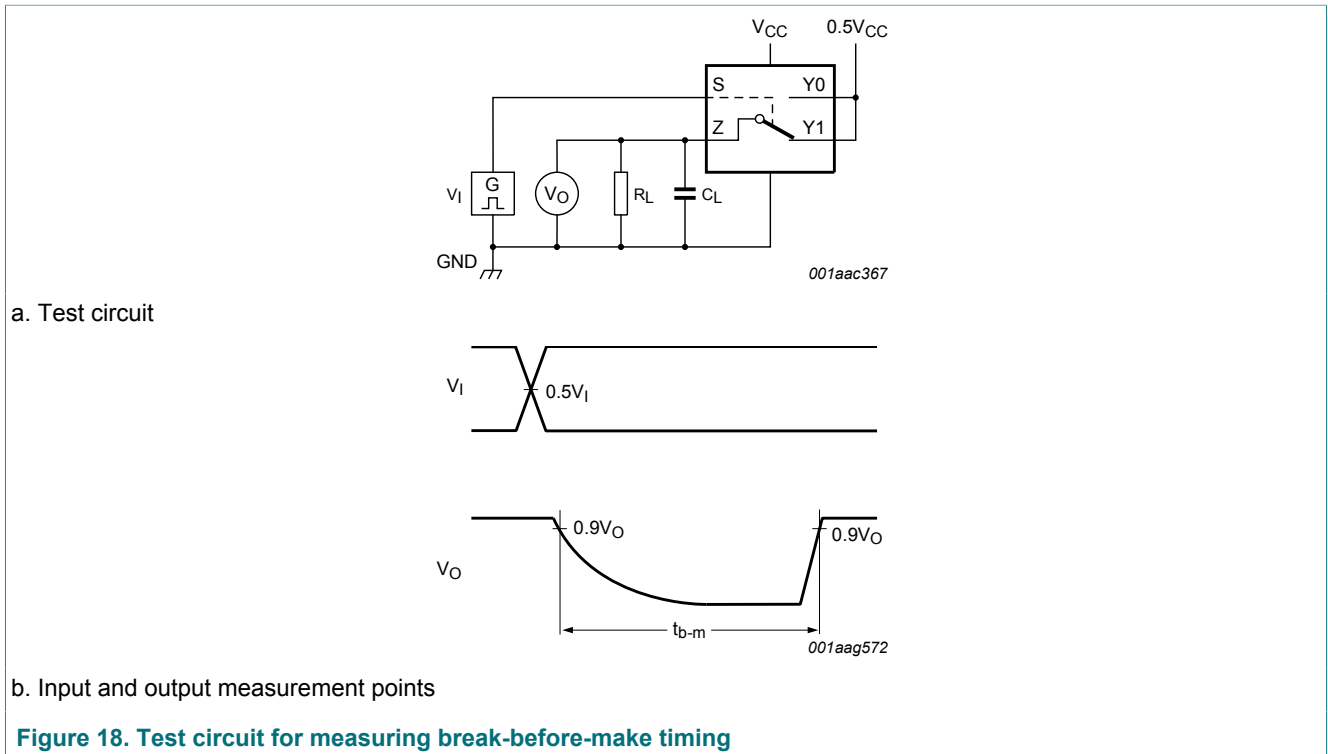 VCC 0.5VCC
S Y0
Z Y1
VI G VO RL CL
GND
001aac367
a. Test circuit
VI 0.5VI
0.9VO 0.9VO
VO
tb-m
001aag572
b. Input and output measurement points
Figure 18. Test circuit for measuring break-before-make timing